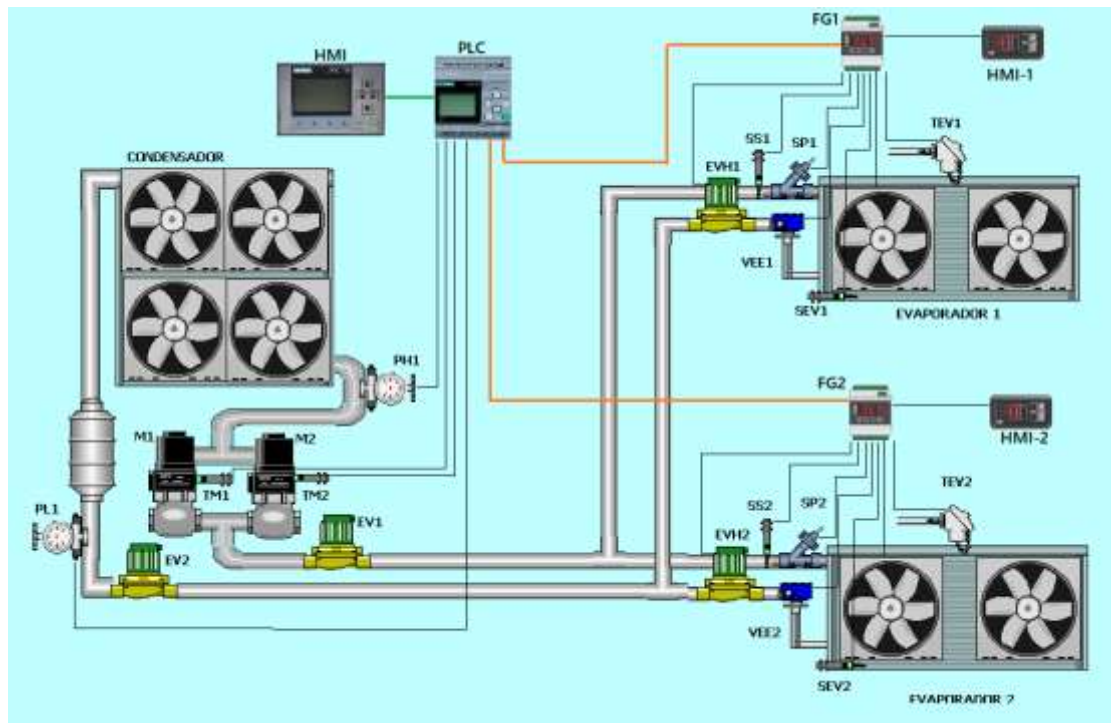 FG1
HMI
PLC
HMI-1
TEV1
SS1
SP1
CONDENSADOR
EVH1
VEE1
SEV1
EVAPORADOR 1
PH1
FG2
HMI-2
M1
M2
TM1
TM2
TEV2
PL1
SS2
SP2
EV1
EVH2
EV2
VEE2
SEV2
EVAPORADOR 2